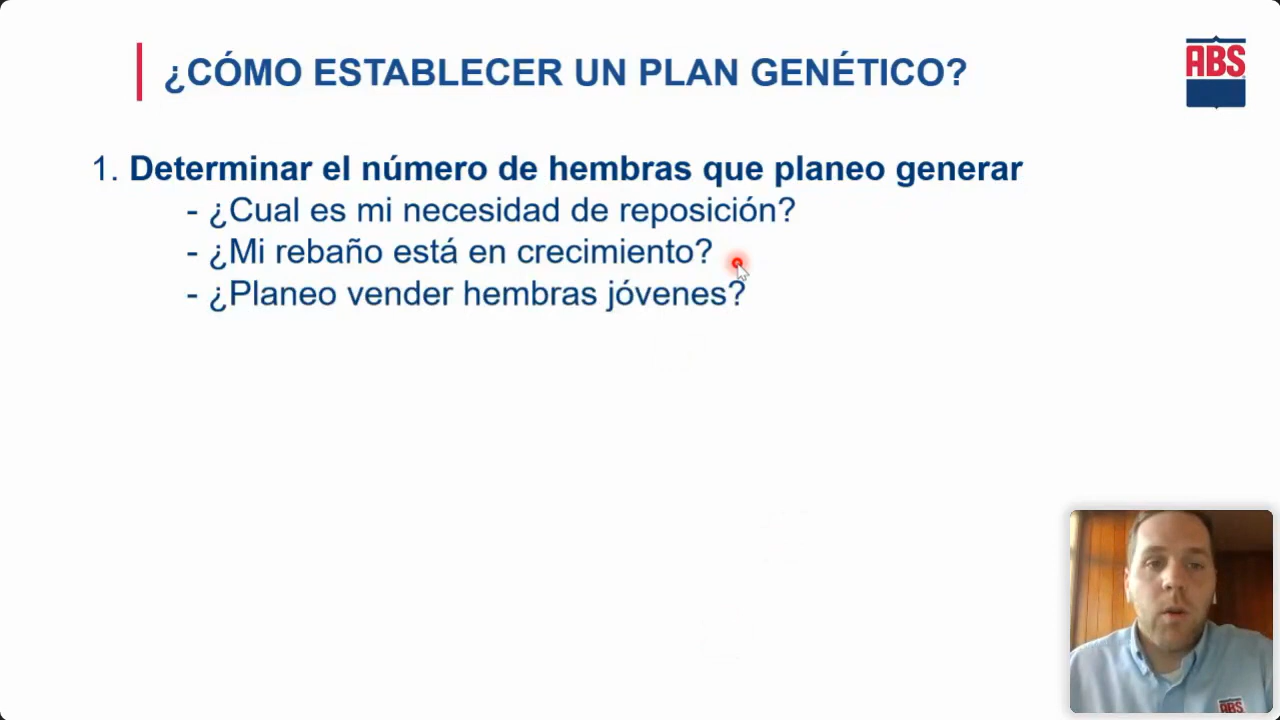 ¿CÓMO ESTABLECER UN PLAN GENÉTICO?
ABS
1. Determinar el número de hembras que planeo generar
- ¿Cual es mi necesidad de reposición?
- ¿Mi rebaño está en crecimiento?
- ¿Planeo vender hembras jóvenes?
ABS